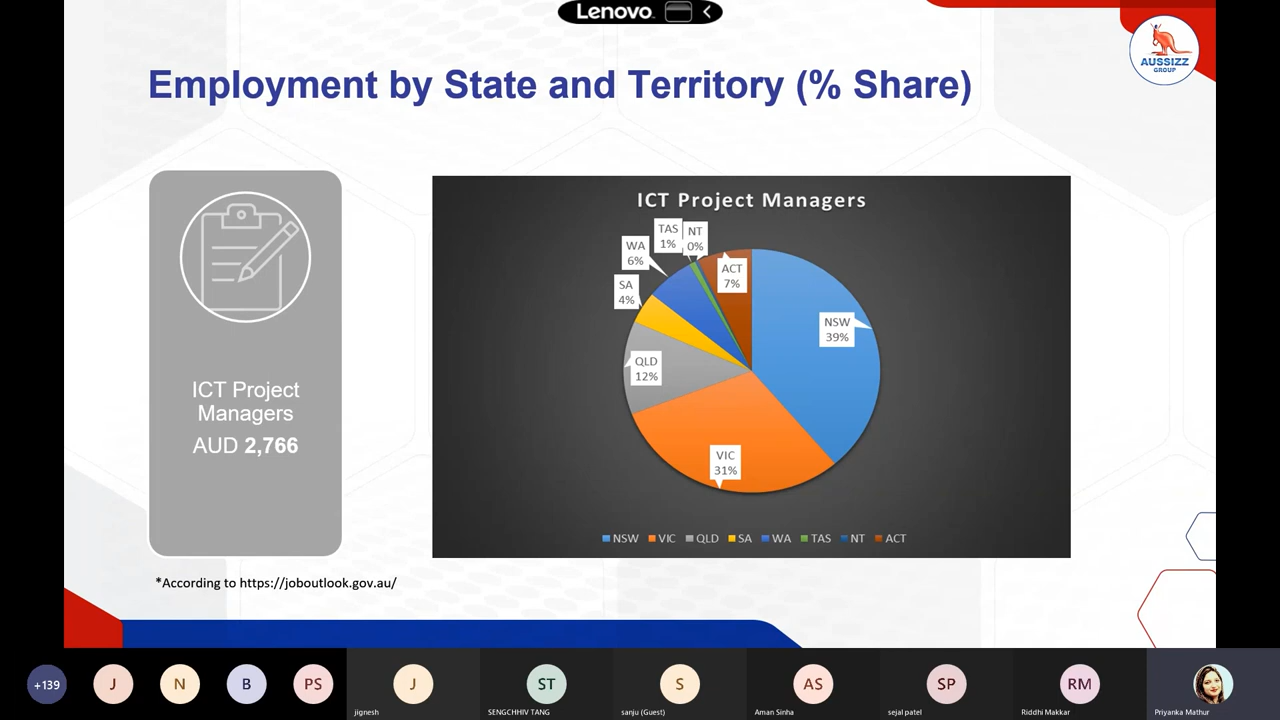 Lenovo
AUSSIZZ
GROUP
Employment by State and Territory (% Share)
ICT Project
Managers
AUD 2,766
ICT Project Managers
TAS
1%
NT
0%
WA
6%
ACT
7%
SA
4%
NSW
39%
QLD
12%
VIC
31%
NSW VIC QLD SA WA TAS NT ACT
*According to https://joboutlook.gov.au/
+139 J N B PS J ST S AS SP RM
jignesh SENGCHHIV TANG sanju (Guest) Aman Sinha sejal patel Riddhi Makkar Priyanka Mathur